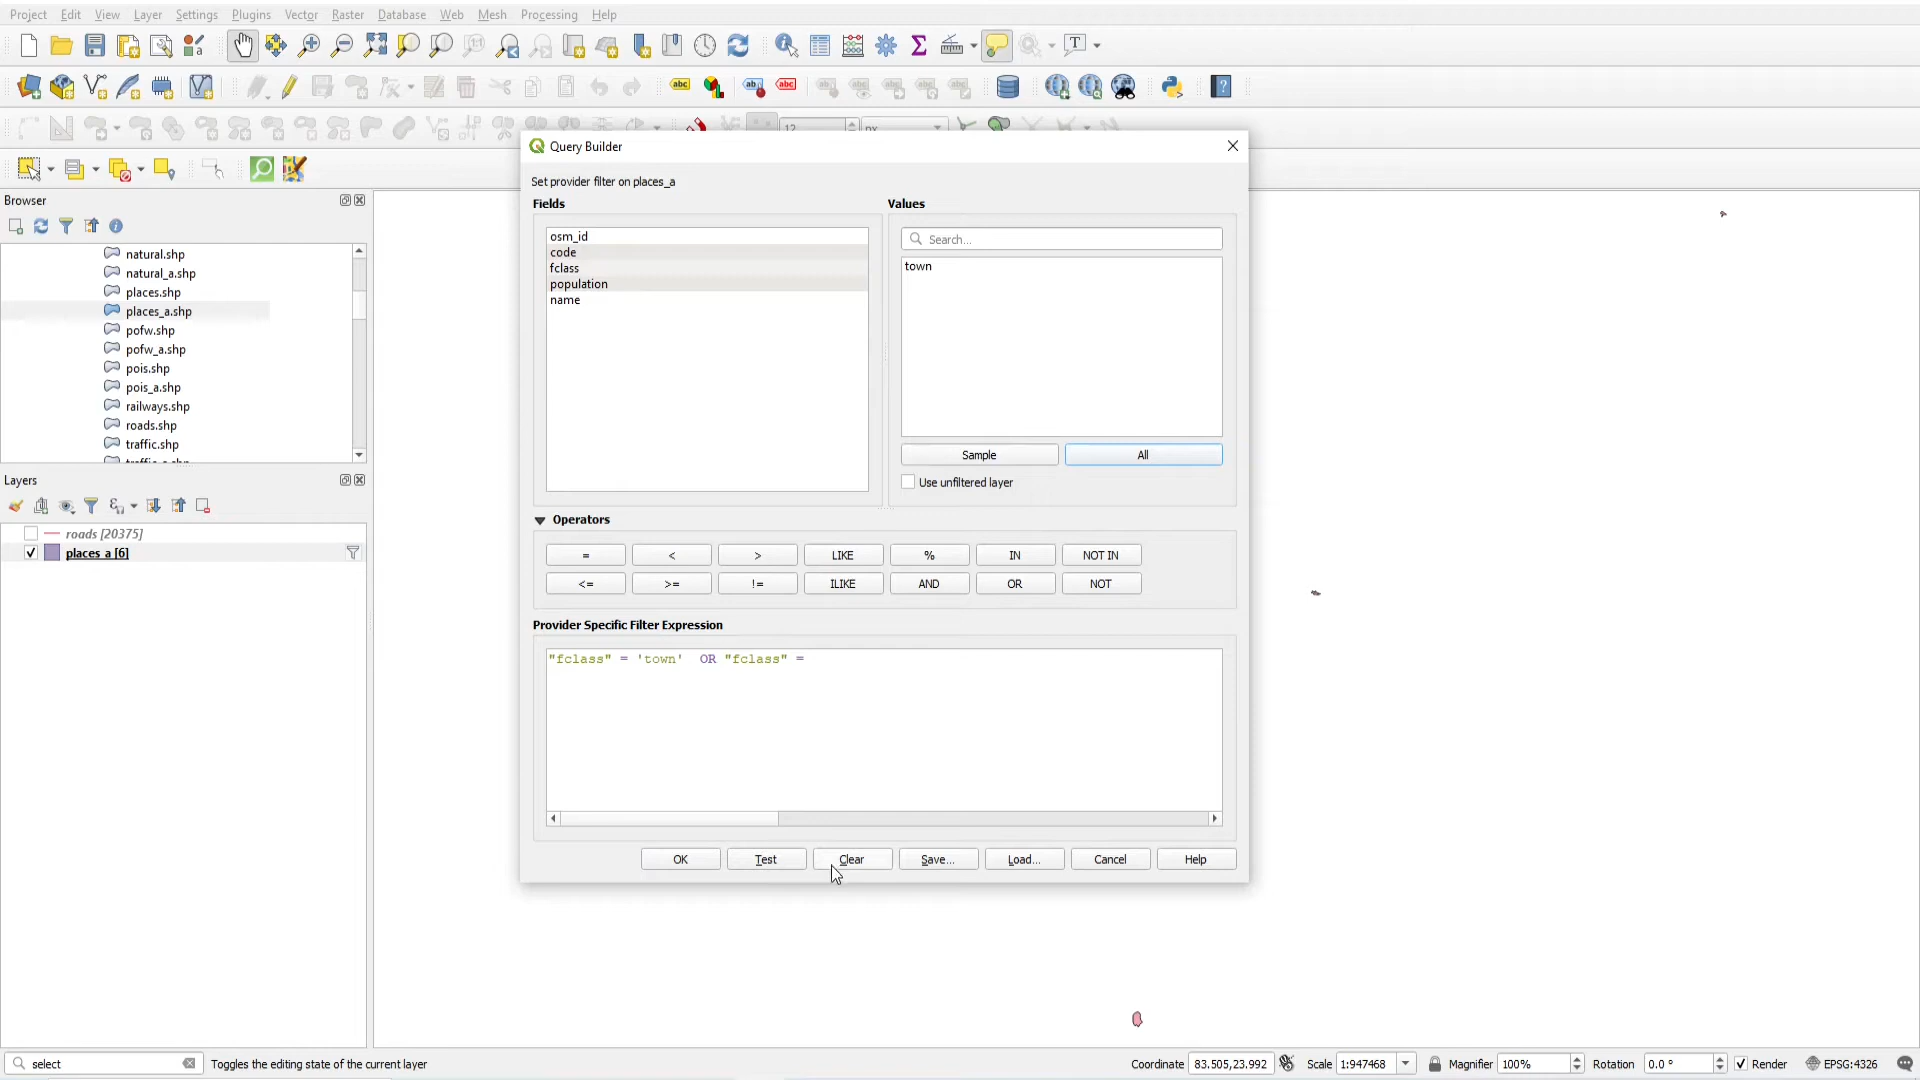 Project Edit View Layer Settings Plugins Vector Raster Database Web Mesh Processing Help
Query Builder
Set provider filter on places_a
Fields
Values
osm_id
code
fclass
population
name
Search...
town
Sample
All
Use unfiltered layer
Operators
= < > LIKE % IN NOT IN
<= >= != ILIKE AND OR NOT
Provider Specific Filter Expression
"fclass" = 'town'  OR "fclass" =
OK Test Clear Save... Load... Cancel Help
Browser
natural.shp
natural_a.shp
places.shp
places_a.shp
pofw.shp
pofw_a.shp
pois.shp
pois_a.shp
railways.shp
roads.shp
traffic.shp
Layers
roads [20375]
places_a [6]
select
Toggles the editing state of the current layer
Coordinate 83.505,23.992 Scale 1:947468 Magnifier 100% Rotation 0.0 ° Render EPSG:4326